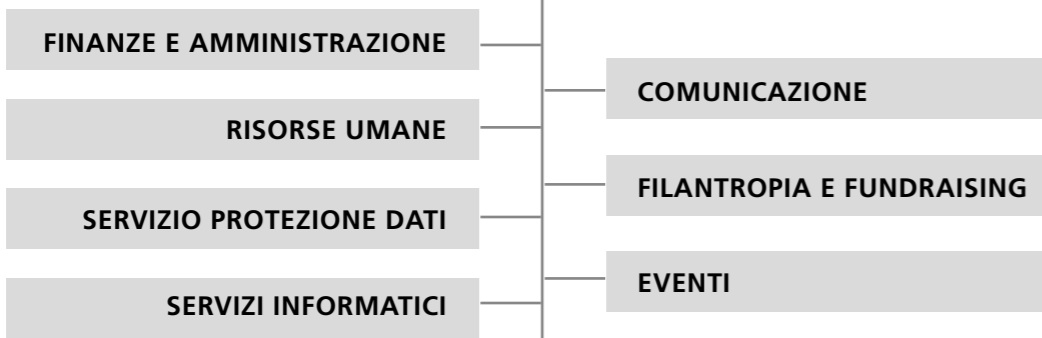 FINANZE E AMMINISTRAZIONE
RISORSE UMANE
SERVIZIO PROTEZIONE DATI
SERVIZI INFORMATICI
COMUNICAZIONE
FILANTROPIA E FUNDRAISING
EVENTI